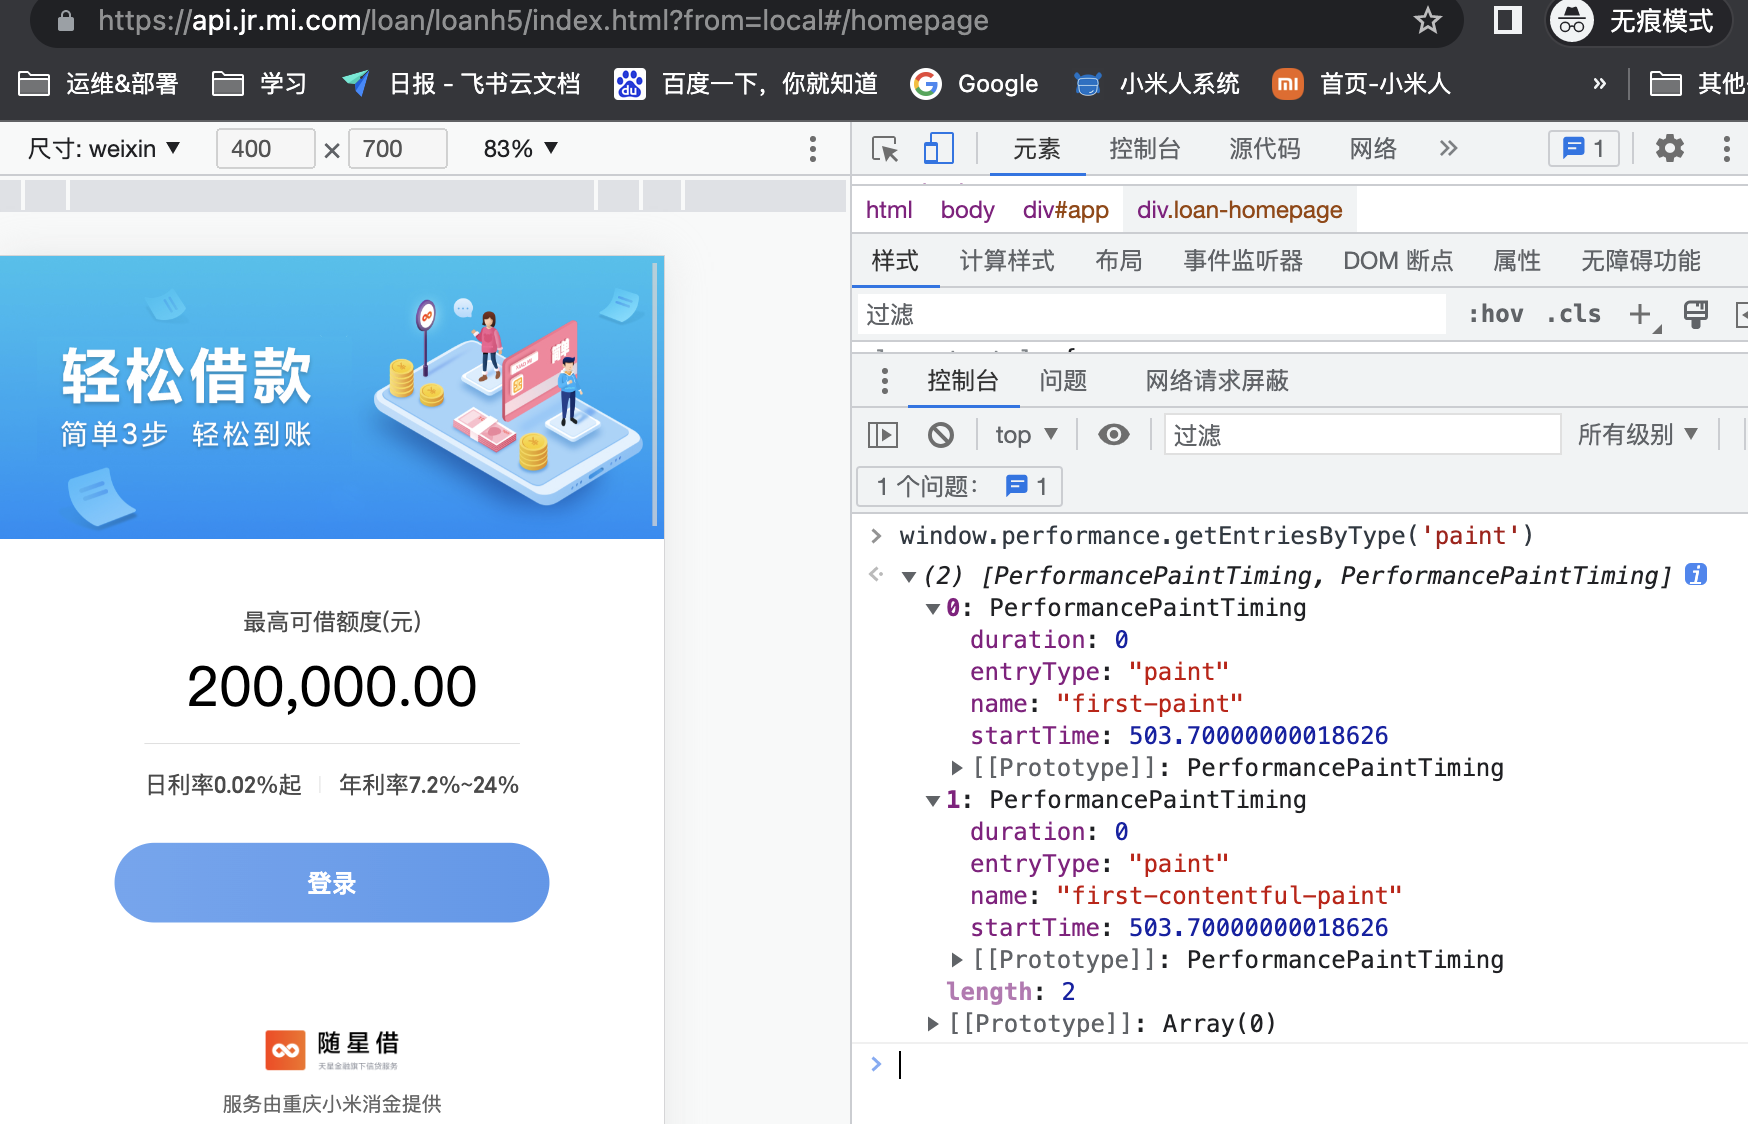 https://api.jr.mi.com/loan/loanh5/index.html?from=local#/homepage
无痕模式
运维&部署
学习
日报 - 飞书云文档
百度一下，你就知道
Google
小米人系统
首页-小米人
»
其他
尺寸: weixin ▼
400 × 700
83% ▼
元素
控制台
源代码
网络
»
1
html
body
div#app
div.loan-homepage
样式
计算样式
布局
事件监听器
DOM 断点
属性
无障碍功能
过滤
:hov
.cls
+
控制台
问题
网络请求屏蔽
top ▼
过滤
所有级别 ▼
1 个问题:
1
轻松借款
简单3步 轻松到账
最高可借额度(元)
200,000.00
日利率0.02%起
年利率7.2%~24%
登录
随星借
天星金融旗下信贷服务
服务由重庆小米消金提供
> window.performance.getEntriesByType('paint')
(2) [PerformancePaintTiming, PerformancePaintTiming]
0: PerformancePaintTiming
duration: 0
entryType: "paint"
name: "first-paint"
startTime: 503.70000000018626
[[Prototype]]: PerformancePaintTiming
1: PerformancePaintTiming
duration: 0
entryType: "paint"
name: "first-contentful-paint"
startTime: 503.70000000018626
[[Prototype]]: PerformancePaintTiming
length: 2
[[Prototype]]: Array(0)
>